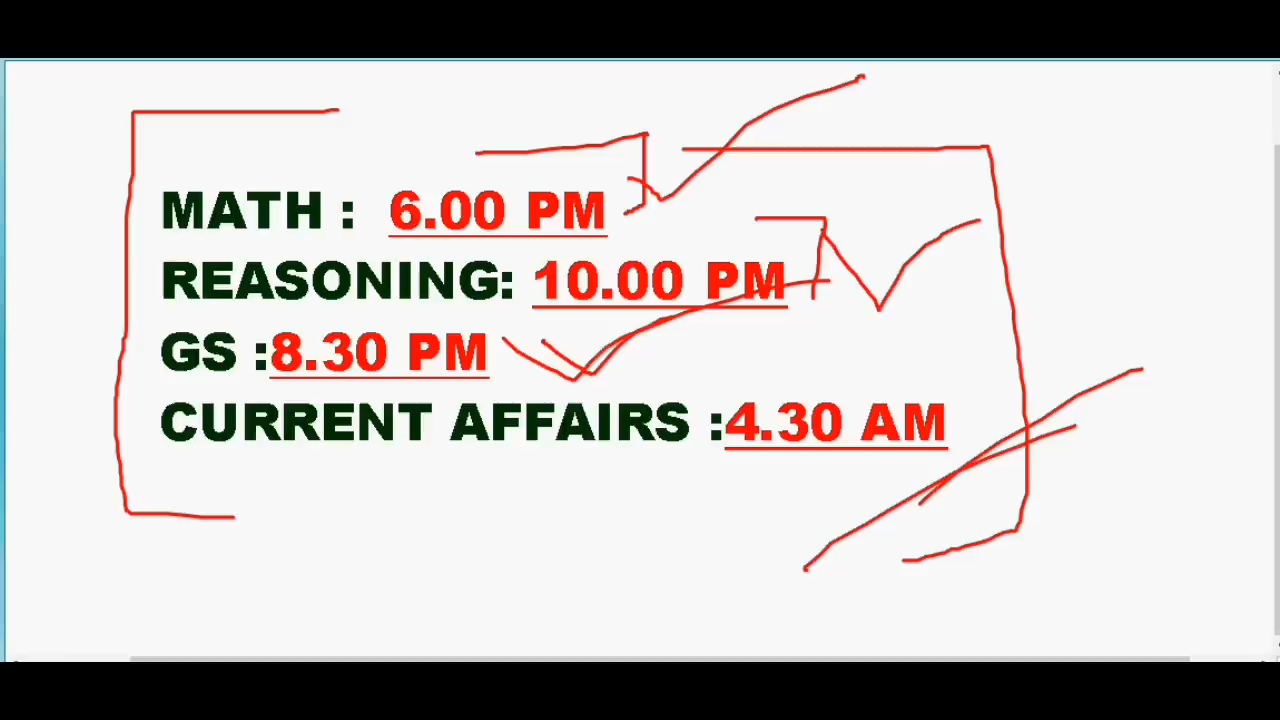 MATH : 6.00 PM
REASONING: 10.00 PM
GS :8.30 PM
CURRENT AFFAIRS :4.30 AM